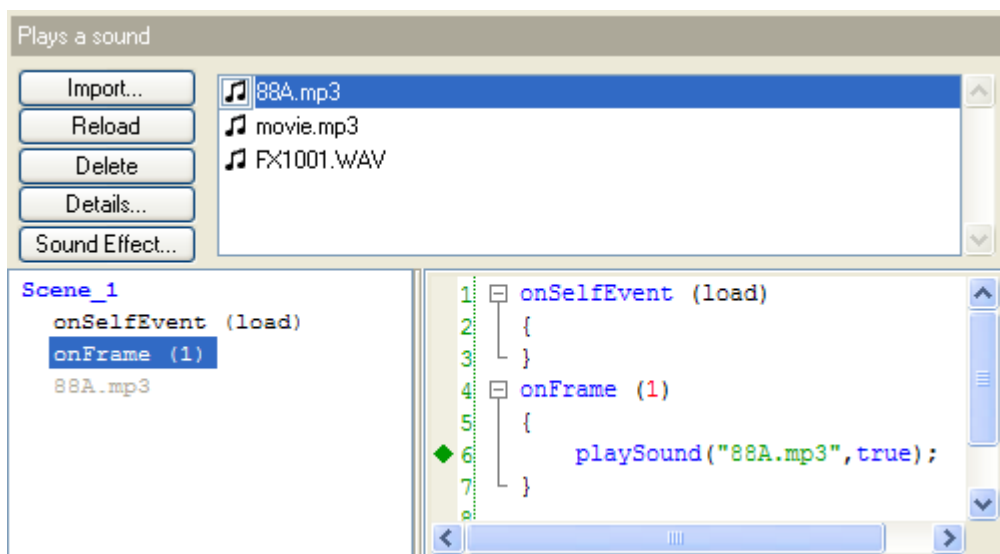 Plays a sound
Import...
Reload
Delete
Details...
Sound Effect...
88A.mp3
movie.mp3
FX1001.WAV
Scene_1
onSelfEvent (load)
onFrame (1)
88A.mp3
1 onSelfEvent (load)
2 {
3 }
4 onFrame (1)
5 {
6 playSound("88A.mp3",true);
7 }
8